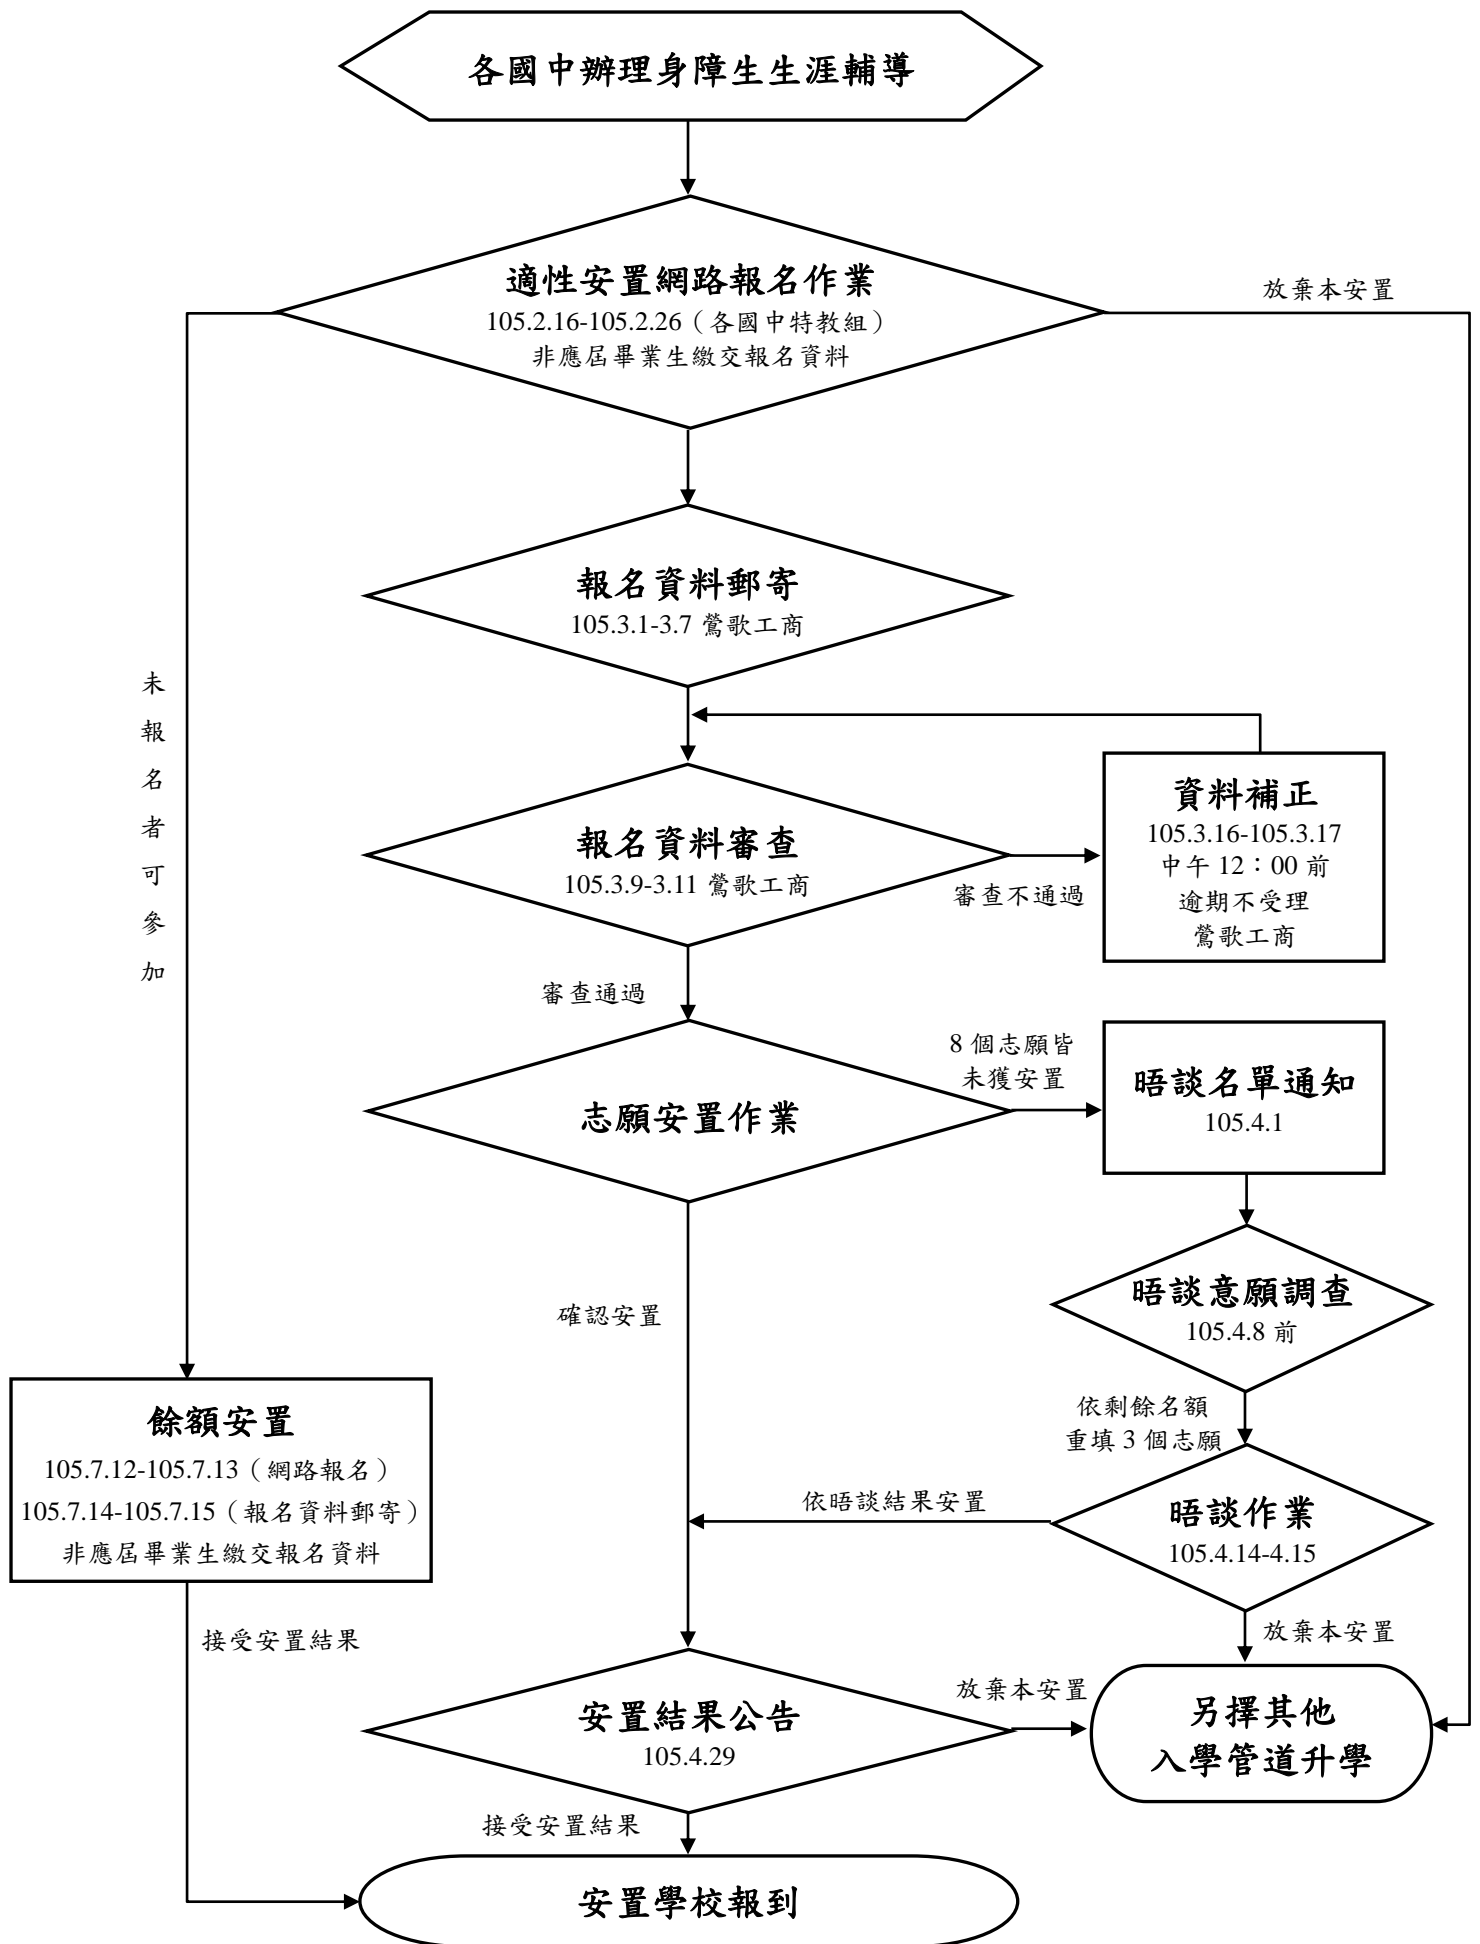 各國中辦理身障生生涯輔導
適性安置網路報名作業
105.2.16-105.2.26（各國中特教組）
非應屆畢業生繳交報名資料
放棄本安置
報名資料郵寄
105.3.1-3.7 鶯歌工商
未報名者可參加
報名資料審查
105.3.9-3.11 鶯歌工商
審查不通過
資料補正
105.3.16-105.3.17
中午 12：00 前
逾期不受理
鶯歌工商
審查通過
志願安置作業
8 個志願皆
未獲安置
晤談名單通知
105.4.1
晤談意願調查
105.4.8 前
確認安置
依剩餘名額
重填 3 個志願
餘額安置
105.7.12-105.7.13（網路報名）
105.7.14-105.7.15（報名資料郵寄）
非應屆畢業生繳交報名資料
依晤談結果安置
晤談作業
105.4.14-4.15
接受安置結果
放棄本安置
安置結果公告
105.4.29
放棄本安置
另擇其他
入學管道升學
接受安置結果
安置學校報到